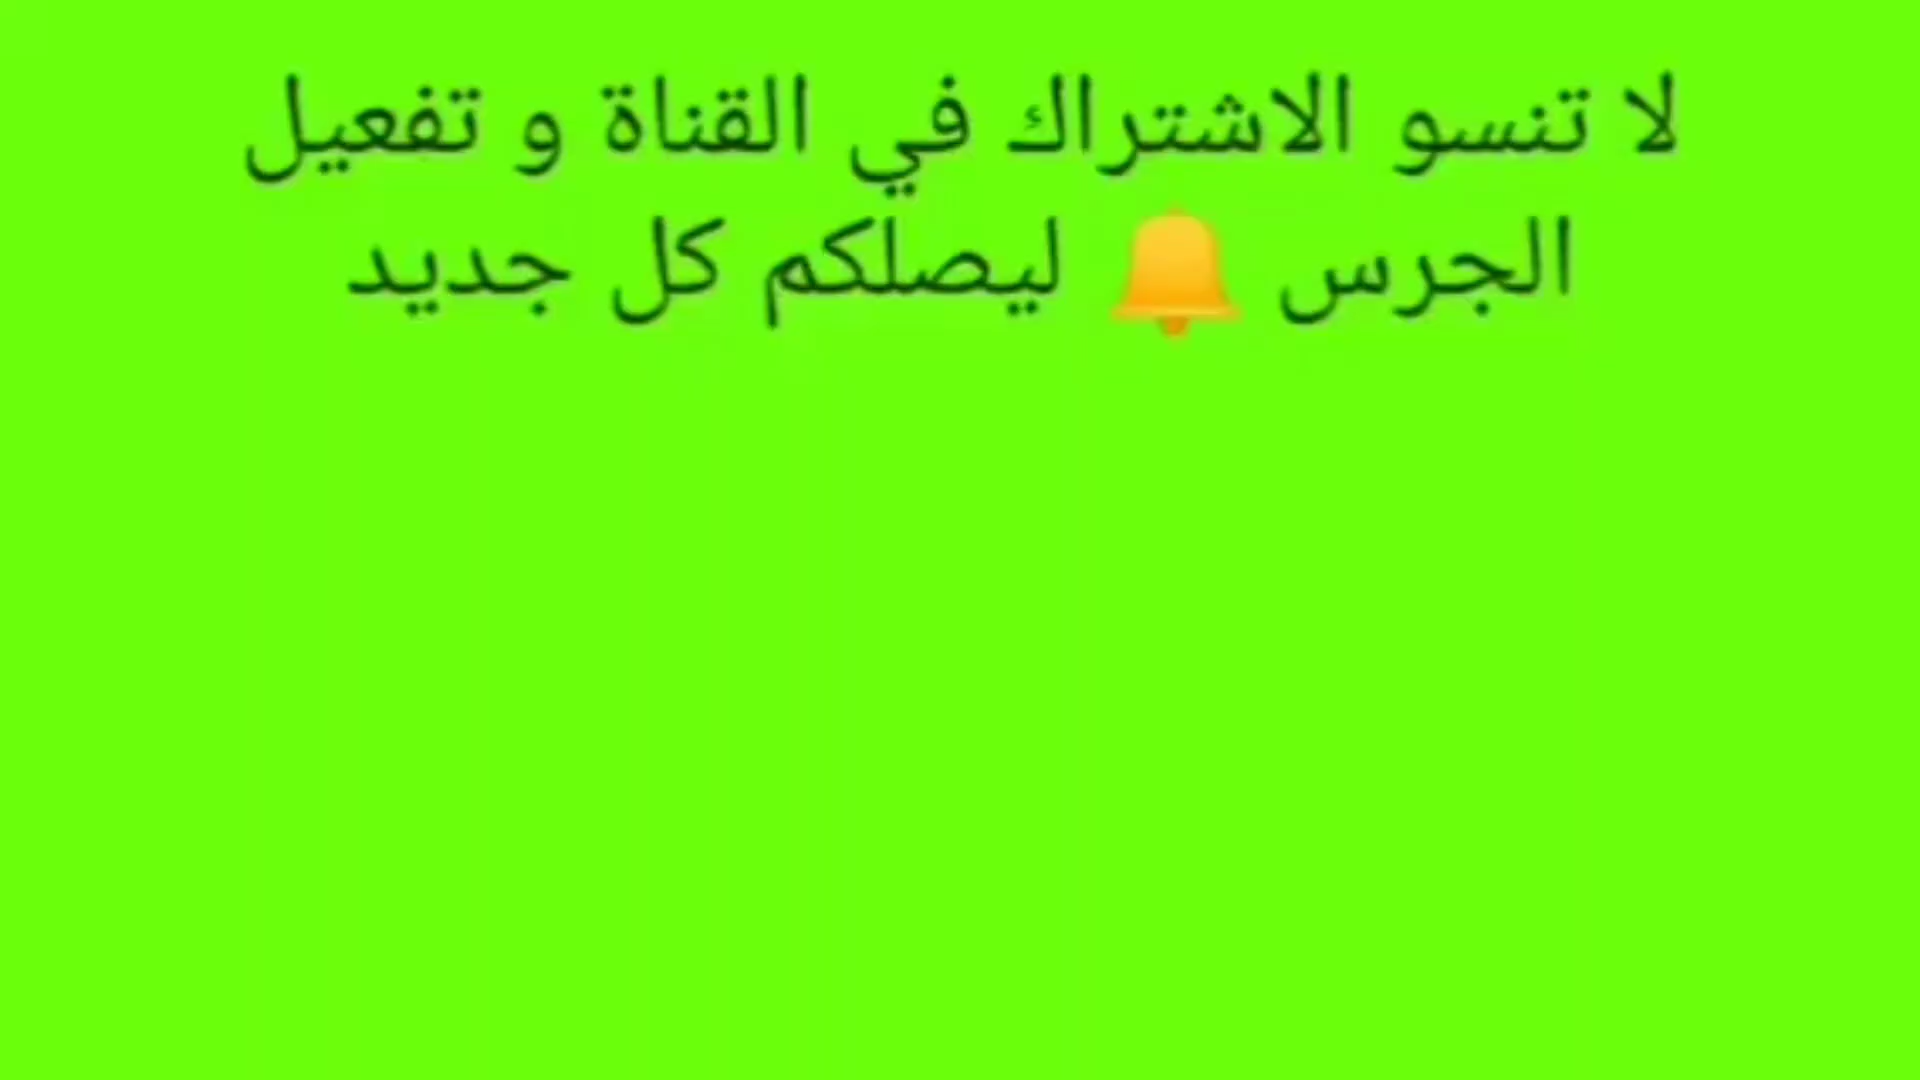 لا تنسو الاشتراك في القناة و تفعيل
الجرس 🔔 ليصلكم كل جديد